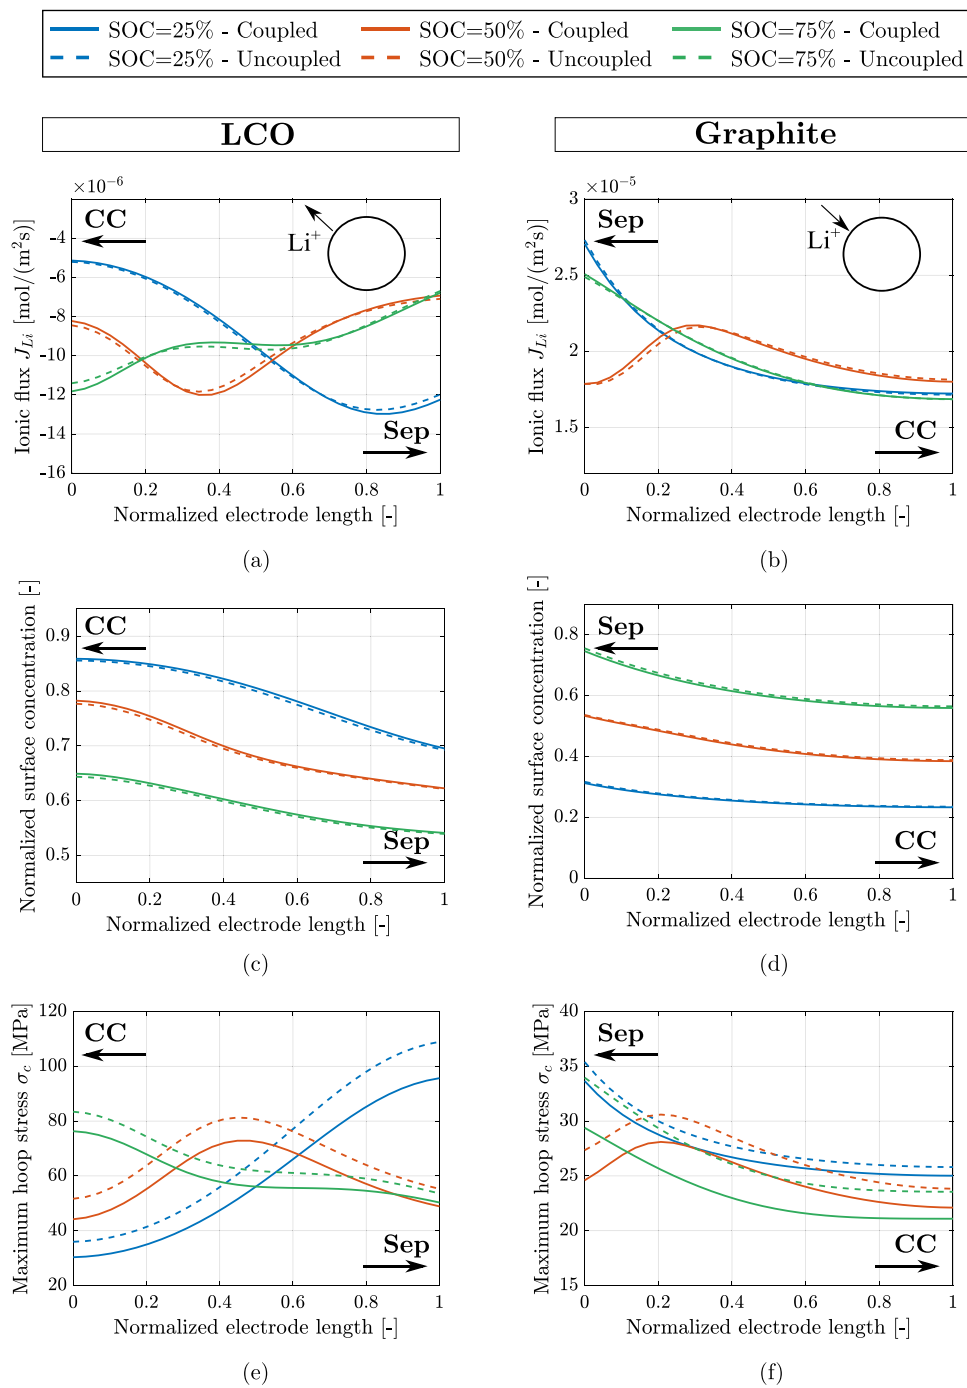 SOC=25% - Coupled SOC=50% - Coupled SOC=75% - Coupled
SOC=25% - Uncoupled SOC=50% - Uncoupled SOC=75% - Uncoupled
LCO
×10⁻⁶
CC
Li⁺
Sep
-4
-6
-8
-10
-12
-14
-16
0 0.2 0.4 0.6 0.8 1
Ionic flux J_Li [mol/(m²s)]
Normalized electrode length [-]
(a)
Graphite
×10⁻⁵
Sep
Li⁺
CC
3
2.5
2
1.5
0 0.2 0.4 0.6 0.8 1
Ionic flux J_Li [mol/(m²s)]
Normalized electrode length [-]
(b)
CC
Sep
0.9
0.8
0.7
0.6
0.5
0 0.2 0.4 0.6 0.8 1
Normalized surface concentration [-]
Normalized electrode length [-]
(c)
Sep
CC
0.8
0.6
0.4
0.2
0
0 0.2 0.4 0.6 0.8 1
Normalized surface concentration [-]
Normalized electrode length [-]
(d)
CC
Sep
120
100
80
60
40
20
0 0.2 0.4 0.6 0.8 1
Maximum hoop stress σ_c [MPa]
Normalized electrode length [-]
(e)
Sep
CC
40
35
30
25
20
15
0 0.2 0.4 0.6 0.8 1
Maximum hoop stress σ_c [MPa]
Normalized electrode length [-]
(f)